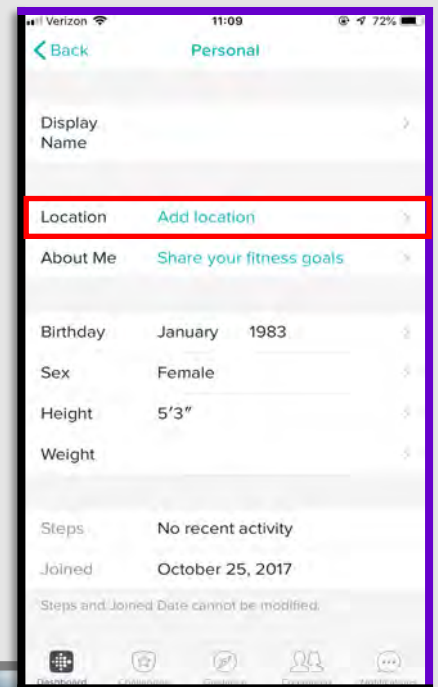 Verizon 11:09 72%
Back Personal
Display
Name
Location Add location
About Me Share your fitness goals
Birthday January 1983
Sex Female
Height 5'3"
Weight
Steps No recent activity
Joined October 25, 2017
Steps and Joined Date cannot be modified.
Dashboard Notifications